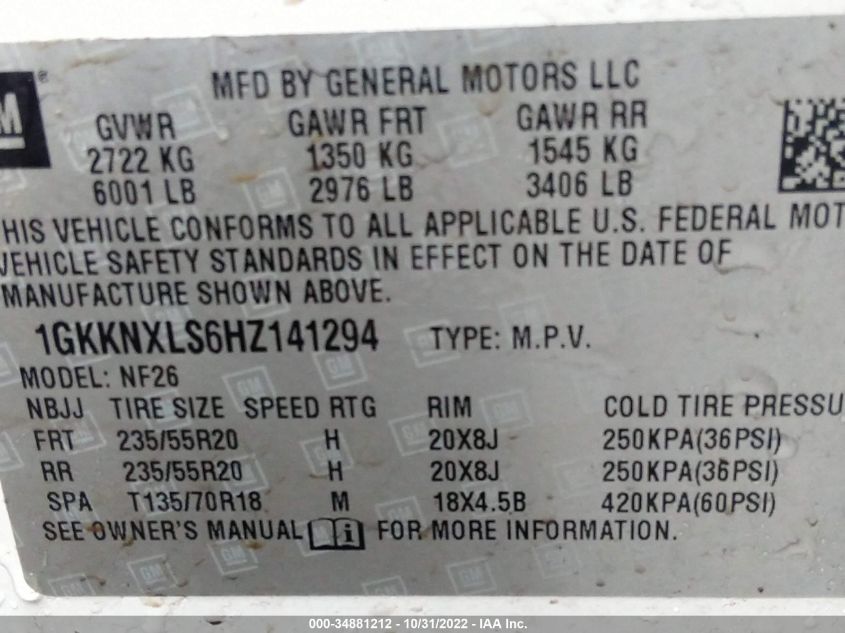 GM ®
MFD BY GENERAL MOTORS LLC
GVWR GAWR FRT GAWR RR
2722 KG 1350 KG 1545 KG
6001 LB 2976 LB 3406 LB
HIS VEHICLE CONFORMS TO ALL APPLICABLE U.S. FEDERAL MOT
VEHICLE SAFETY STANDARDS IN EFFECT ON THE DATE OF
MANUFACTURE SHOWN ABOVE.
1GKKNXLS6HZ141294 TYPE: M.P.V.
MODEL: NF26
NBJJ TIRE SIZE SPEED RTG RIM COLD TIRE PRESSU
FRT 235/55R20 H 20X8J 250KPA(36PSI)
RR 235/55R20 H 20X8J 250KPA(36PSI)
SPA T135/70R18 M 18X4.5B 420KPA(60PSI)
SEE OWNER'S MANUAL i FOR MORE INFORMATION.
000-34881212 - 10/31/2022 - IAA Inc.